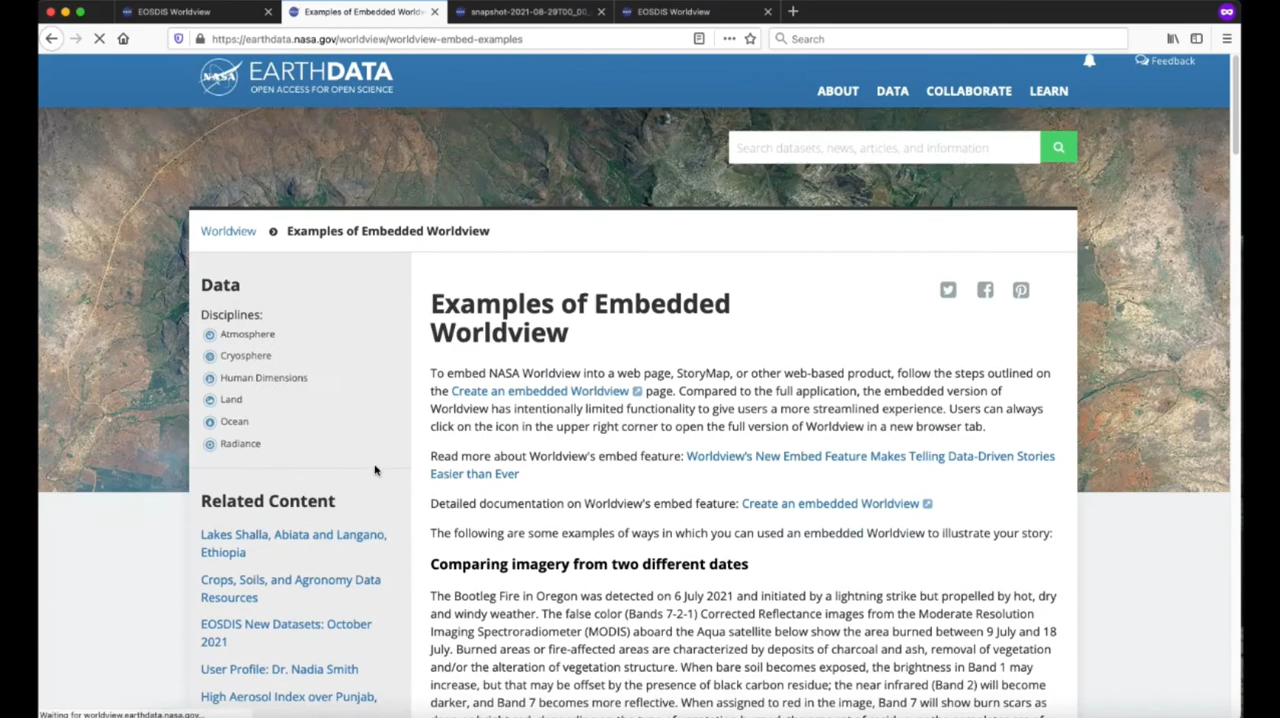 EOSDIS Worldview
Examples of Embedded World
snapshot-2021-08-29T00_00
EOSDIS Worldview
https://earthdata.nasa.gov/worldview/worldview-embed-examples
Search
NASA
EARTHDATA
OPEN ACCESS FOR OPEN SCIENCE
Feedback
ABOUT DATA COLLABORATE LEARN
Search datasets, news, articles, and information
Worldview Examples of Embedded Worldview
Data
Disciplines:
Atmosphere
Cryosphere
Human Dimensions
Land
Ocean
Radiance
Related Content
Lakes Shalla, Abiata and Langano,
Ethiopia
Crops, Soils, and Agronomy Data
Resources
EOSDIS New Datasets: October
2021
User Profile: Dr. Nadia Smith
High Aerosol Index over Punjab,
Examples of Embedded
Worldview
To embed NASA Worldview into a web page, StoryMap, or other web-based product, follow the steps outlined on
the Create an embedded Worldview page. Compared to the full application, the embedded version of
Worldview has intentionally limited functionality to give users a more streamlined experience. Users can always
click on the icon in the upper right corner to open the full version of Worldview in a new browser tab.
Read more about Worldview's embed feature: Worldview's New Embed Feature Makes Telling Data-Driven Stories
Easier than Ever
Detailed documentation on Worldview's embed feature: Create an embedded Worldview
The following are some examples of ways in which you can used an embedded Worldview to illustrate your story:
Comparing imagery from two different dates
The Bootleg Fire in Oregon was detected on 6 July 2021 and initiated by a lightning strike but propelled by hot, dry
and windy weather. The false color (Bands 7-2-1) Corrected Reflectance images from the Moderate Resolution
Imaging Spectroradiometer (MODIS) aboard the Aqua satellite below show the area burned between 9 July and 18
July. Burned areas or fire-affected areas are characterized by deposits of charcoal and ash, removal of vegetation
and/or the alteration of vegetation structure. When bare soil becomes exposed, the brightness in Band 1 may
increase, but that may be offset by the presence of black carbon residue; the near infrared (Band 2) will become
darker, and Band 7 becomes more reflective. When assigned to red in the image, Band 7 will show burn scars as
Waiting for worldview.earthdata.nasa.gov...